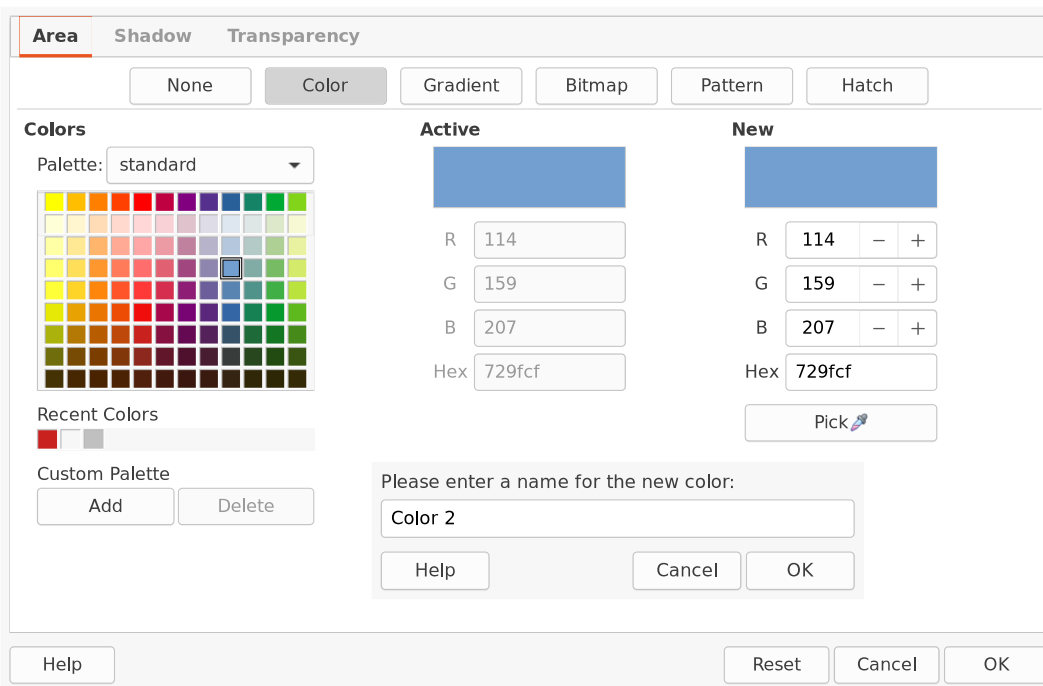 Area Shadow Transparency
None Color Gradient Bitmap Pattern Hatch
Colors Active New
Palette: standard
R 114 R 114 − +
G 159 G 159 − +
B 207 B 207 − +
Hex 729fcf Hex 729fcf
Recent Colors
Pick
Custom Palette
Add Delete
Please enter a name for the new color:
Color 2
Help Cancel OK
Help Reset Cancel OK